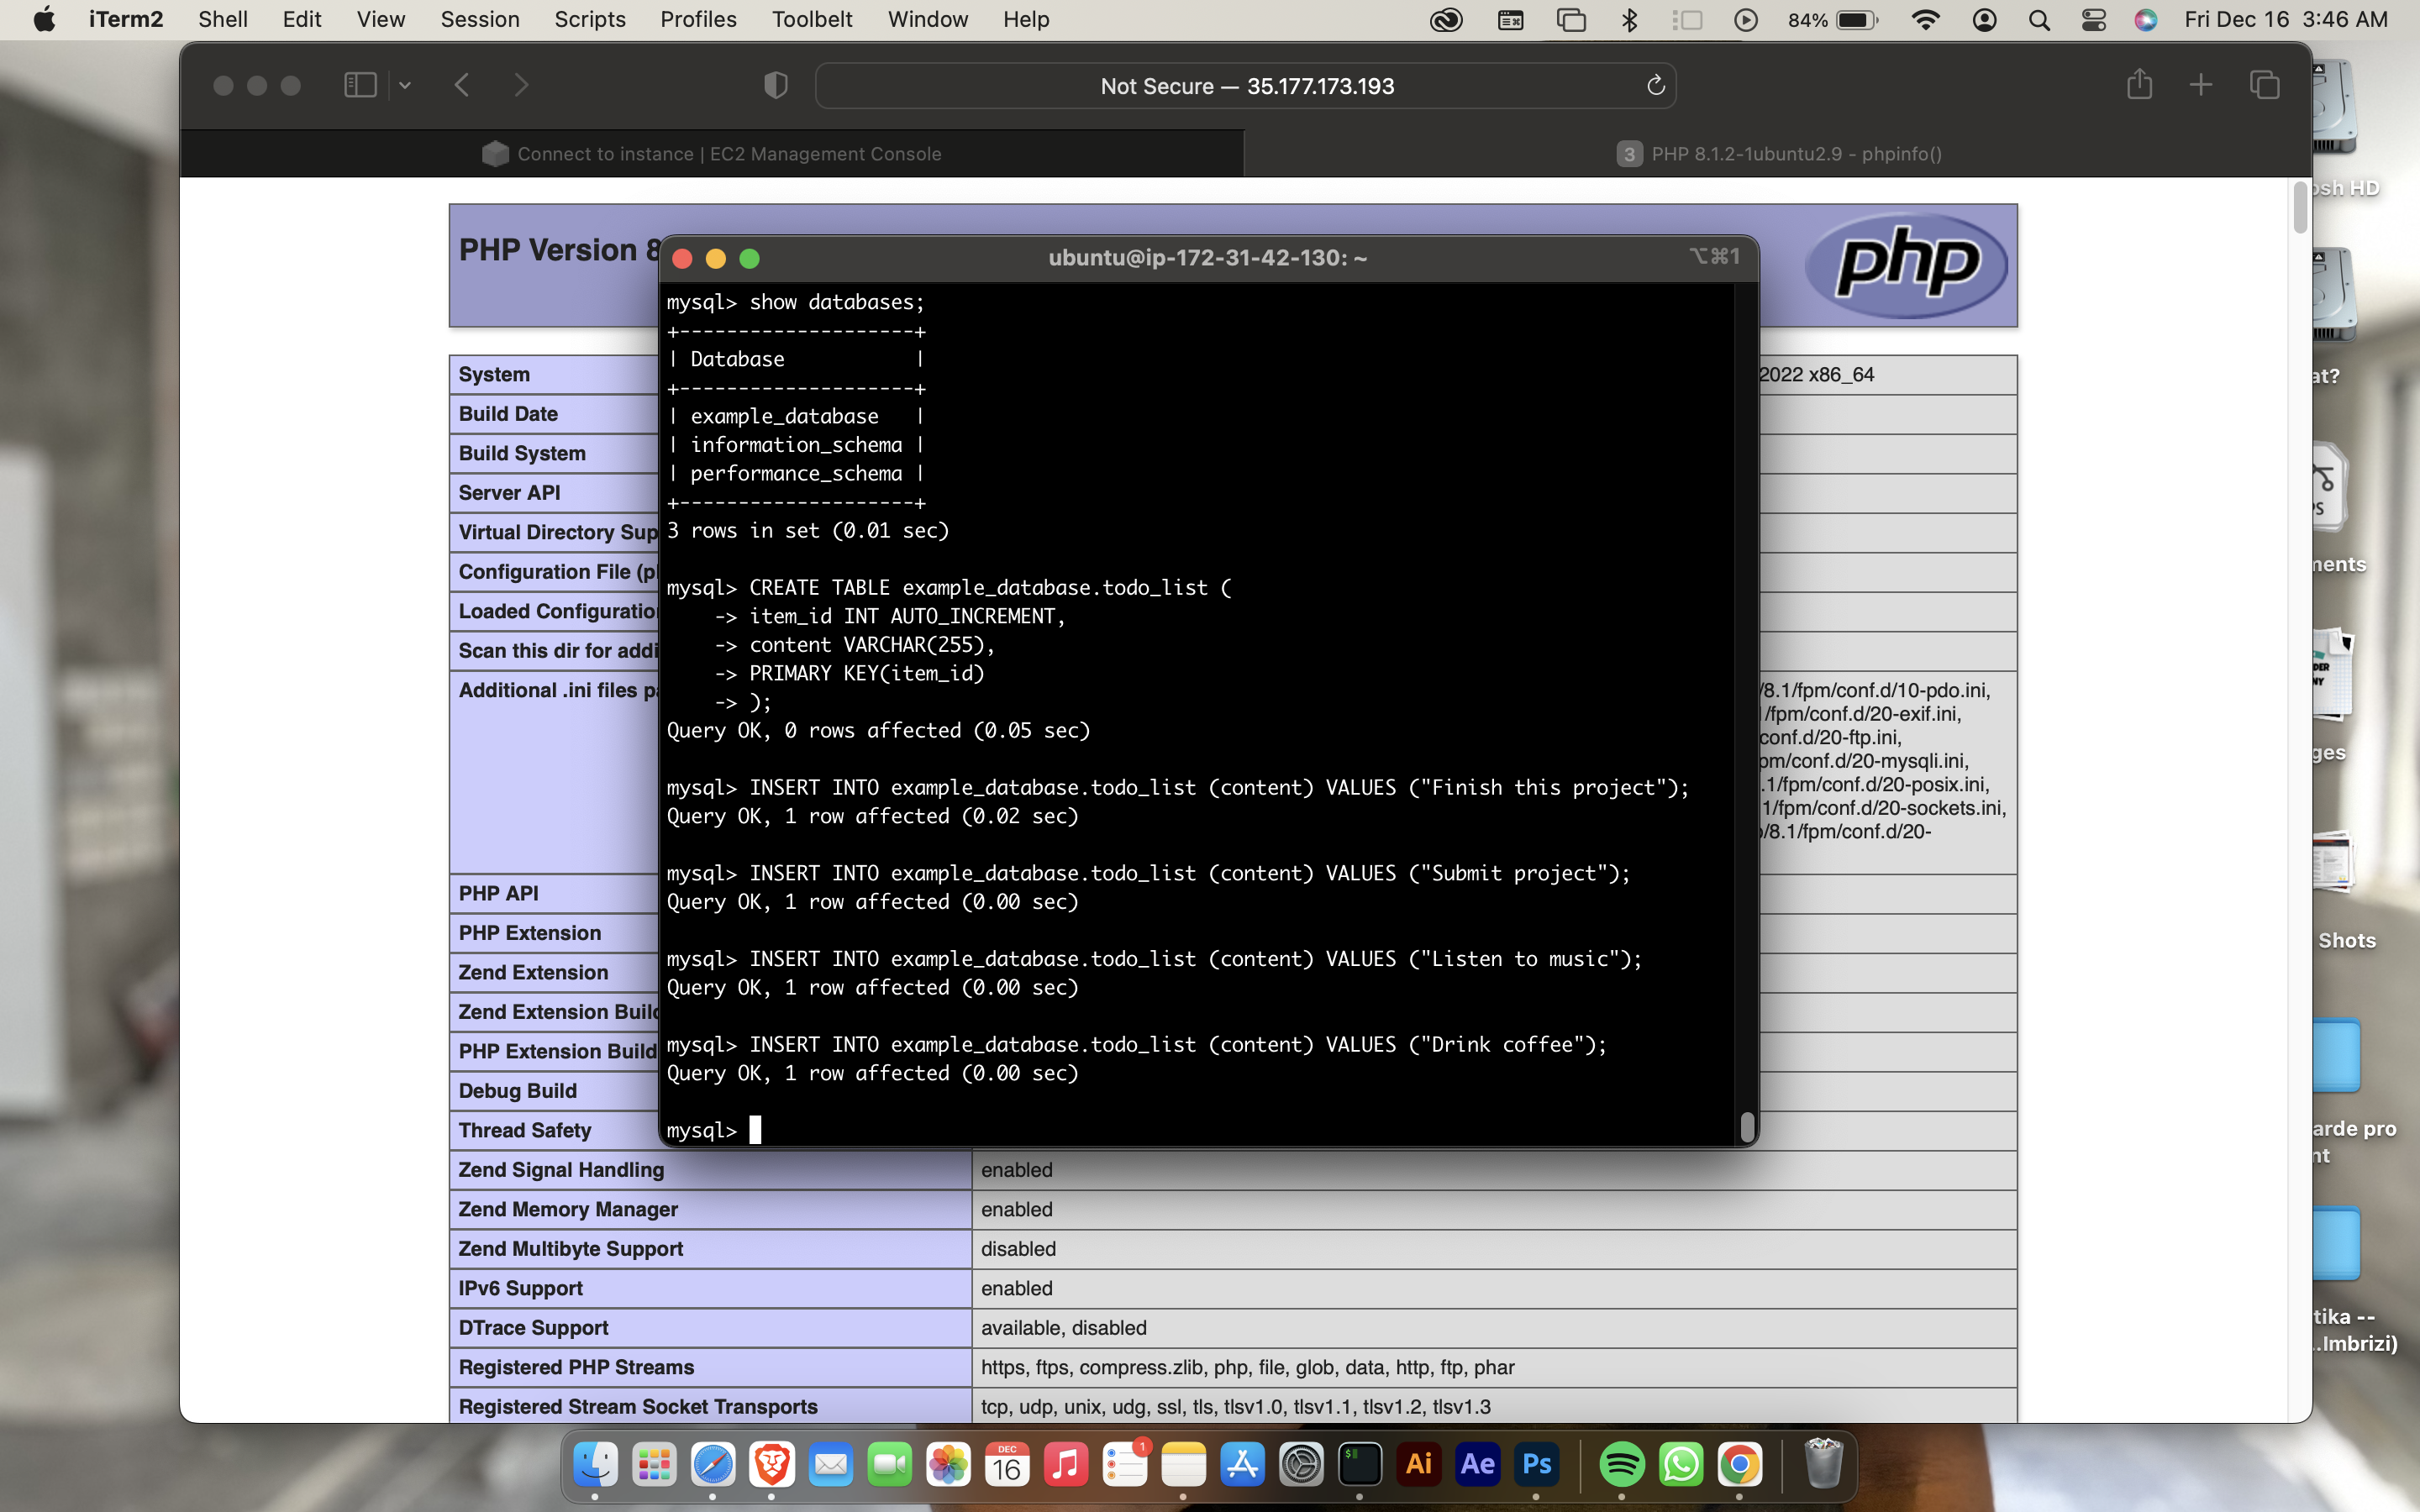 iTerm2 Shell Edit View Session Scripts Profiles Toolbelt Window Help 84% Fri Dec 16 3:46 AM
Not Secure — 35.177.173.193
Connect to instance | EC2 Management Console
3 PHP 8.1.2-1ubuntu2.9 - phpinfo()
PHP Version 8
php
ubuntu@ip-172-31-42-130: ~
⌥⌘1
mysql> show databases;
+--------------------+
| Database           |
+--------------------+
| example_database   |
| information_schema |
| performance_schema |
+--------------------+
3 rows in set (0.01 sec)
mysql> CREATE TABLE example_database.todo_list (
    -> item_id INT AUTO_INCREMENT,
    -> content VARCHAR(255),
    -> PRIMARY KEY(item_id)
    -> );
Query OK, 0 rows affected (0.05 sec)
mysql> INSERT INTO example_database.todo_list (content) VALUES ("Finish this project");
Query OK, 1 row affected (0.02 sec)
mysql> INSERT INTO example_database.todo_list (content) VALUES ("Submit project");
Query OK, 1 row affected (0.00 sec)
mysql> INSERT INTO example_database.todo_list (content) VALUES ("Listen to music");
Query OK, 1 row affected (0.00 sec)
mysql> INSERT INTO example_database.todo_list (content) VALUES ("Drink coffee");
Query OK, 1 row affected (0.00 sec)
mysql>
System
2022 x86_64
Build Date
Build System
Server API
Virtual Directory Sup
Configuration File (p
Loaded Configuration
Scan this dir for addi
Additional .ini files p
/8.1/fpm/conf.d/10-pdo.ini,
/fpm/conf.d/20-exif.ini,
conf.d/20-ftp.ini,
pm/conf.d/20-mysqli.ini,
.1/fpm/conf.d/20-posix.ini,
1/fpm/conf.d/20-sockets.ini,
/8.1/fpm/conf.d/20-
PHP API
PHP Extension
Zend Extension
Zend Extension Build
PHP Extension Build
Debug Build
Thread Safety
Zend Signal Handling enabled
Zend Memory Manager enabled
Zend Multibyte Support disabled
IPv6 Support enabled
DTrace Support available, disabled
Registered PHP Streams https, ftps, compress.zlib, php, file, glob, data, http, ftp, phar
Registered Stream Socket Transports tcp, udp, unix, udg, ssl, tls, tlsv1.0, tlsv1.1, tlsv1.2, tlsv1.3
osh HD
at?
ments
ges
Shots
arde pro
nt
tika --
...Imbrizi)
DEC
16
1
Ai
Ae
Ps